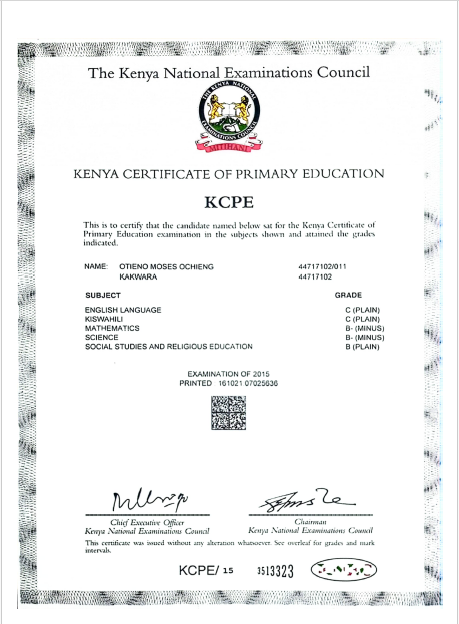 The Kenya National Examinations Council
THE KENYA NATIONAL
EXAMINATIONS COUNCIL
MITIHANI
KENYA CERTIFICATE OF PRIMARY EDUCATION
KCPE
This is to certify that the candidate named below sat for the Kenya Certificate of
Primary Education examination in the subjects shown and attained the grades
indicated.
NAME: OTIENO MOSES OCHIENG 44717102/011
KAKWARA 44717102
SUBJECT GRADE
ENGLISH LANGUAGE C (PLAIN)
KISWAHILI C (PLAIN)
MATHEMATICS B- (MINUS)
SCIENCE B- (MINUS)
SOCIAL STUDIES AND RELIGIOUS EDUCATION B (PLAIN)
EXAMINATION OF 2015
PRINTED 161021 07025636
Chief Executive Officer Chairman
Kenya National Examinations Council Kenya National Examinations Council
This certificate was issued without any alteration whatsoever. See overleaf for grades and mark
intervals.
KCPE/ 15 1513323